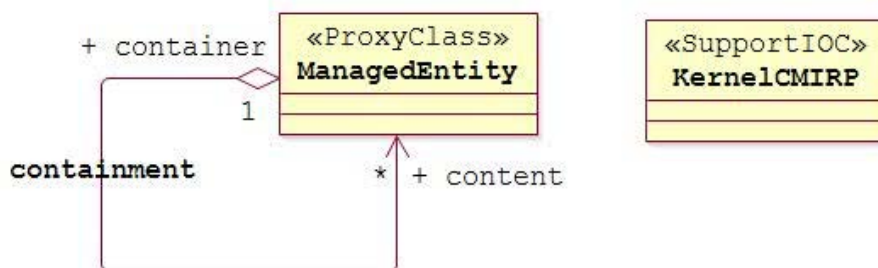 + container
«ProxyClass»
ManagedEntity
1
containment
* + content
«SupportIOC»
KernelCMIRP